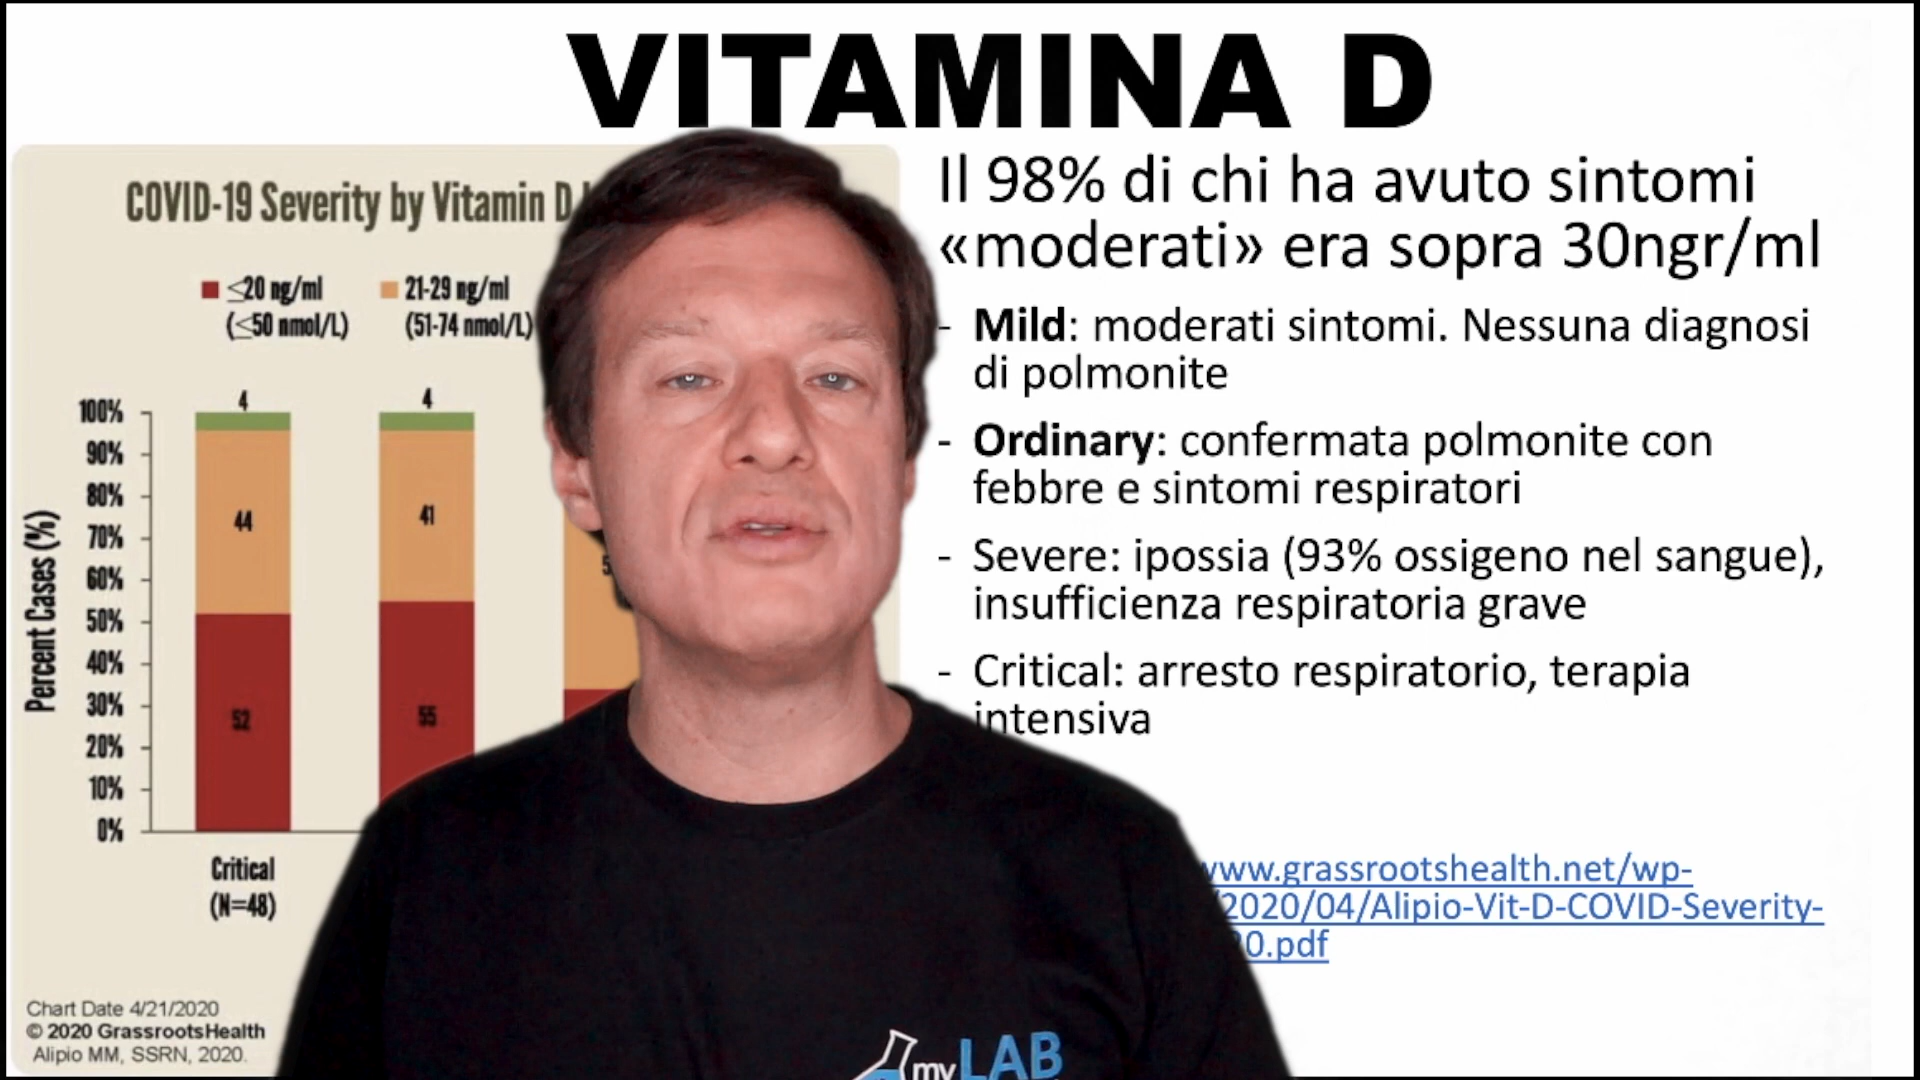 VITAMINA D
COVID-19 Severity by Vitamin D
≤20 ng/ml
(≤50 nmol/L)
21-29 ng/ml
(51-74 nmol/L)
Percent Cases (%)
100%
90%
80%
70%
60%
50%
40%
30%
20%
10%
0%
4
44
52
4
41
55
5
Critical
(N=48)
Chart Date 4/21/2020
© 2020 GrassrootsHealth
Alipio MM, SSRN, 2020.
Il 98% di chi ha avuto sintomi
«moderati» era sopra 30ngr/ml
- Mild: moderati sintomi. Nessuna diagnosi
di polmonite
- Ordinary: confermata polmonite con
febbre e sintomi respiratori
- Severe: ipossia (93% ossigeno nel sangue),
insufficienza respiratoria grave
- Critical: arresto respiratorio, terapia
intensiva
www.grassrootshealth.net/wp-
2020/04/Alipio-Vit-D-COVID-Severity-
0.pdf
myLAB